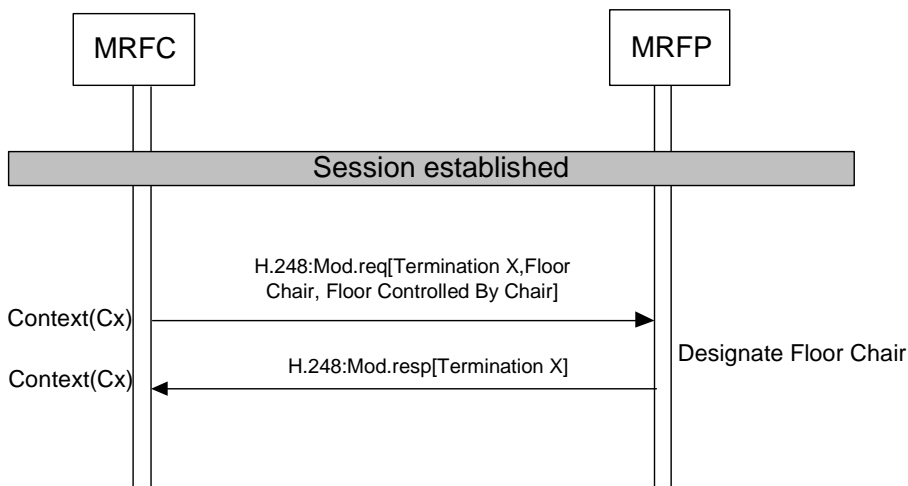 MRFC
MRFP
Session established
H.248:Mod.req[Termination X,Floor
Chair, Floor Controlled By Chair]
Context(Cx)
Designate Floor Chair
H.248:Mod.resp[Termination X]
Context(Cx)